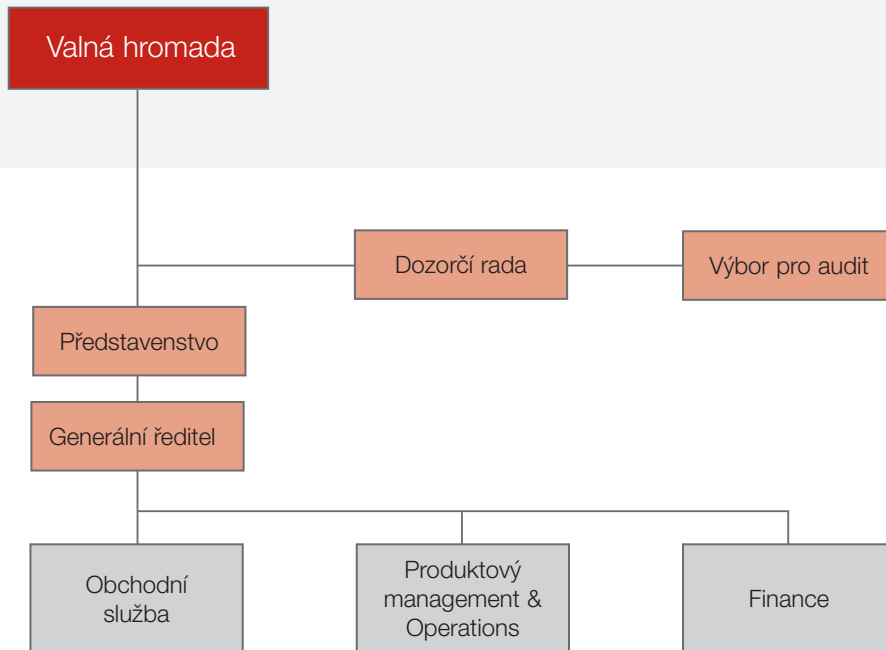 Valná hromada
Dozorčí rada
Výbor pro audit
Představenstvo
Generální ředitel
Obchodní
služba
Produktový
management &
Operations
Finance